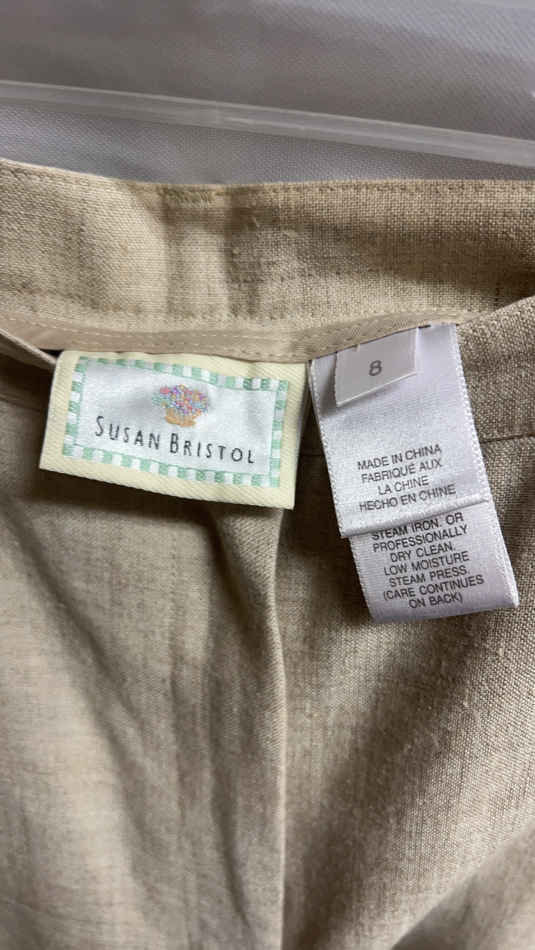 SUSAN BRISTOL
8
MADE IN CHINA
FABRIQUÉ AUX
LA CHINE
HECHO EN CHINE
STEAM IRON. OR
PROFESSIONALLY
DRY CLEAN.
LOW MOISTURE
STEAM PRESS.
(CARE CONTINUES
ON BACK)